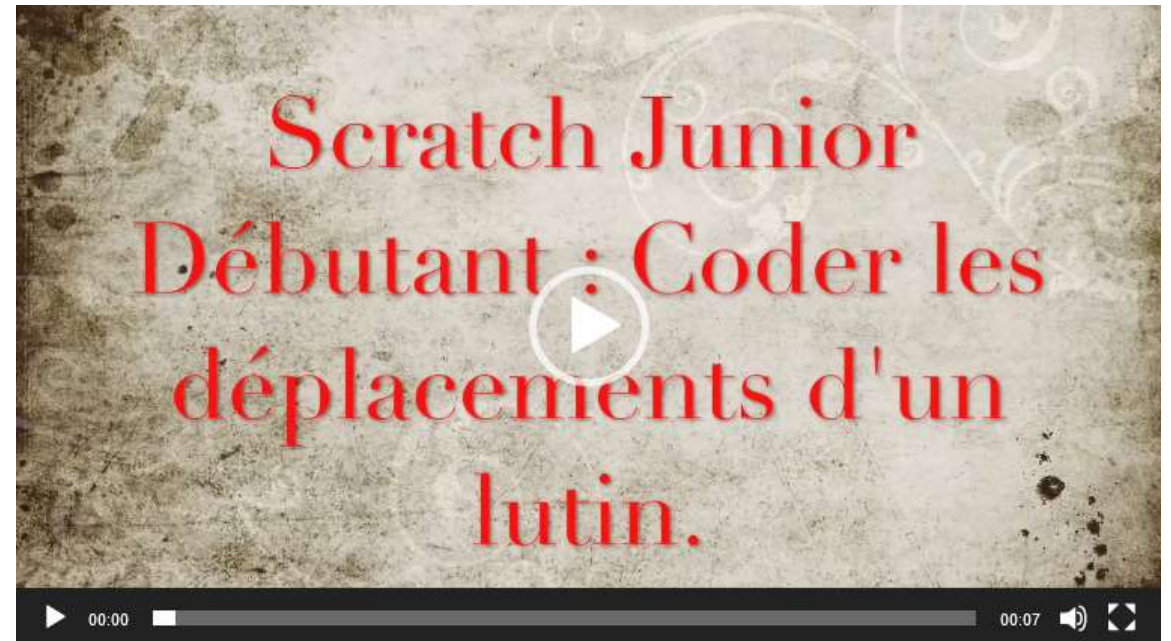 Scratch Junior
Débutant : Coder les
déplacements d'un
lutin.
00:00
00:07